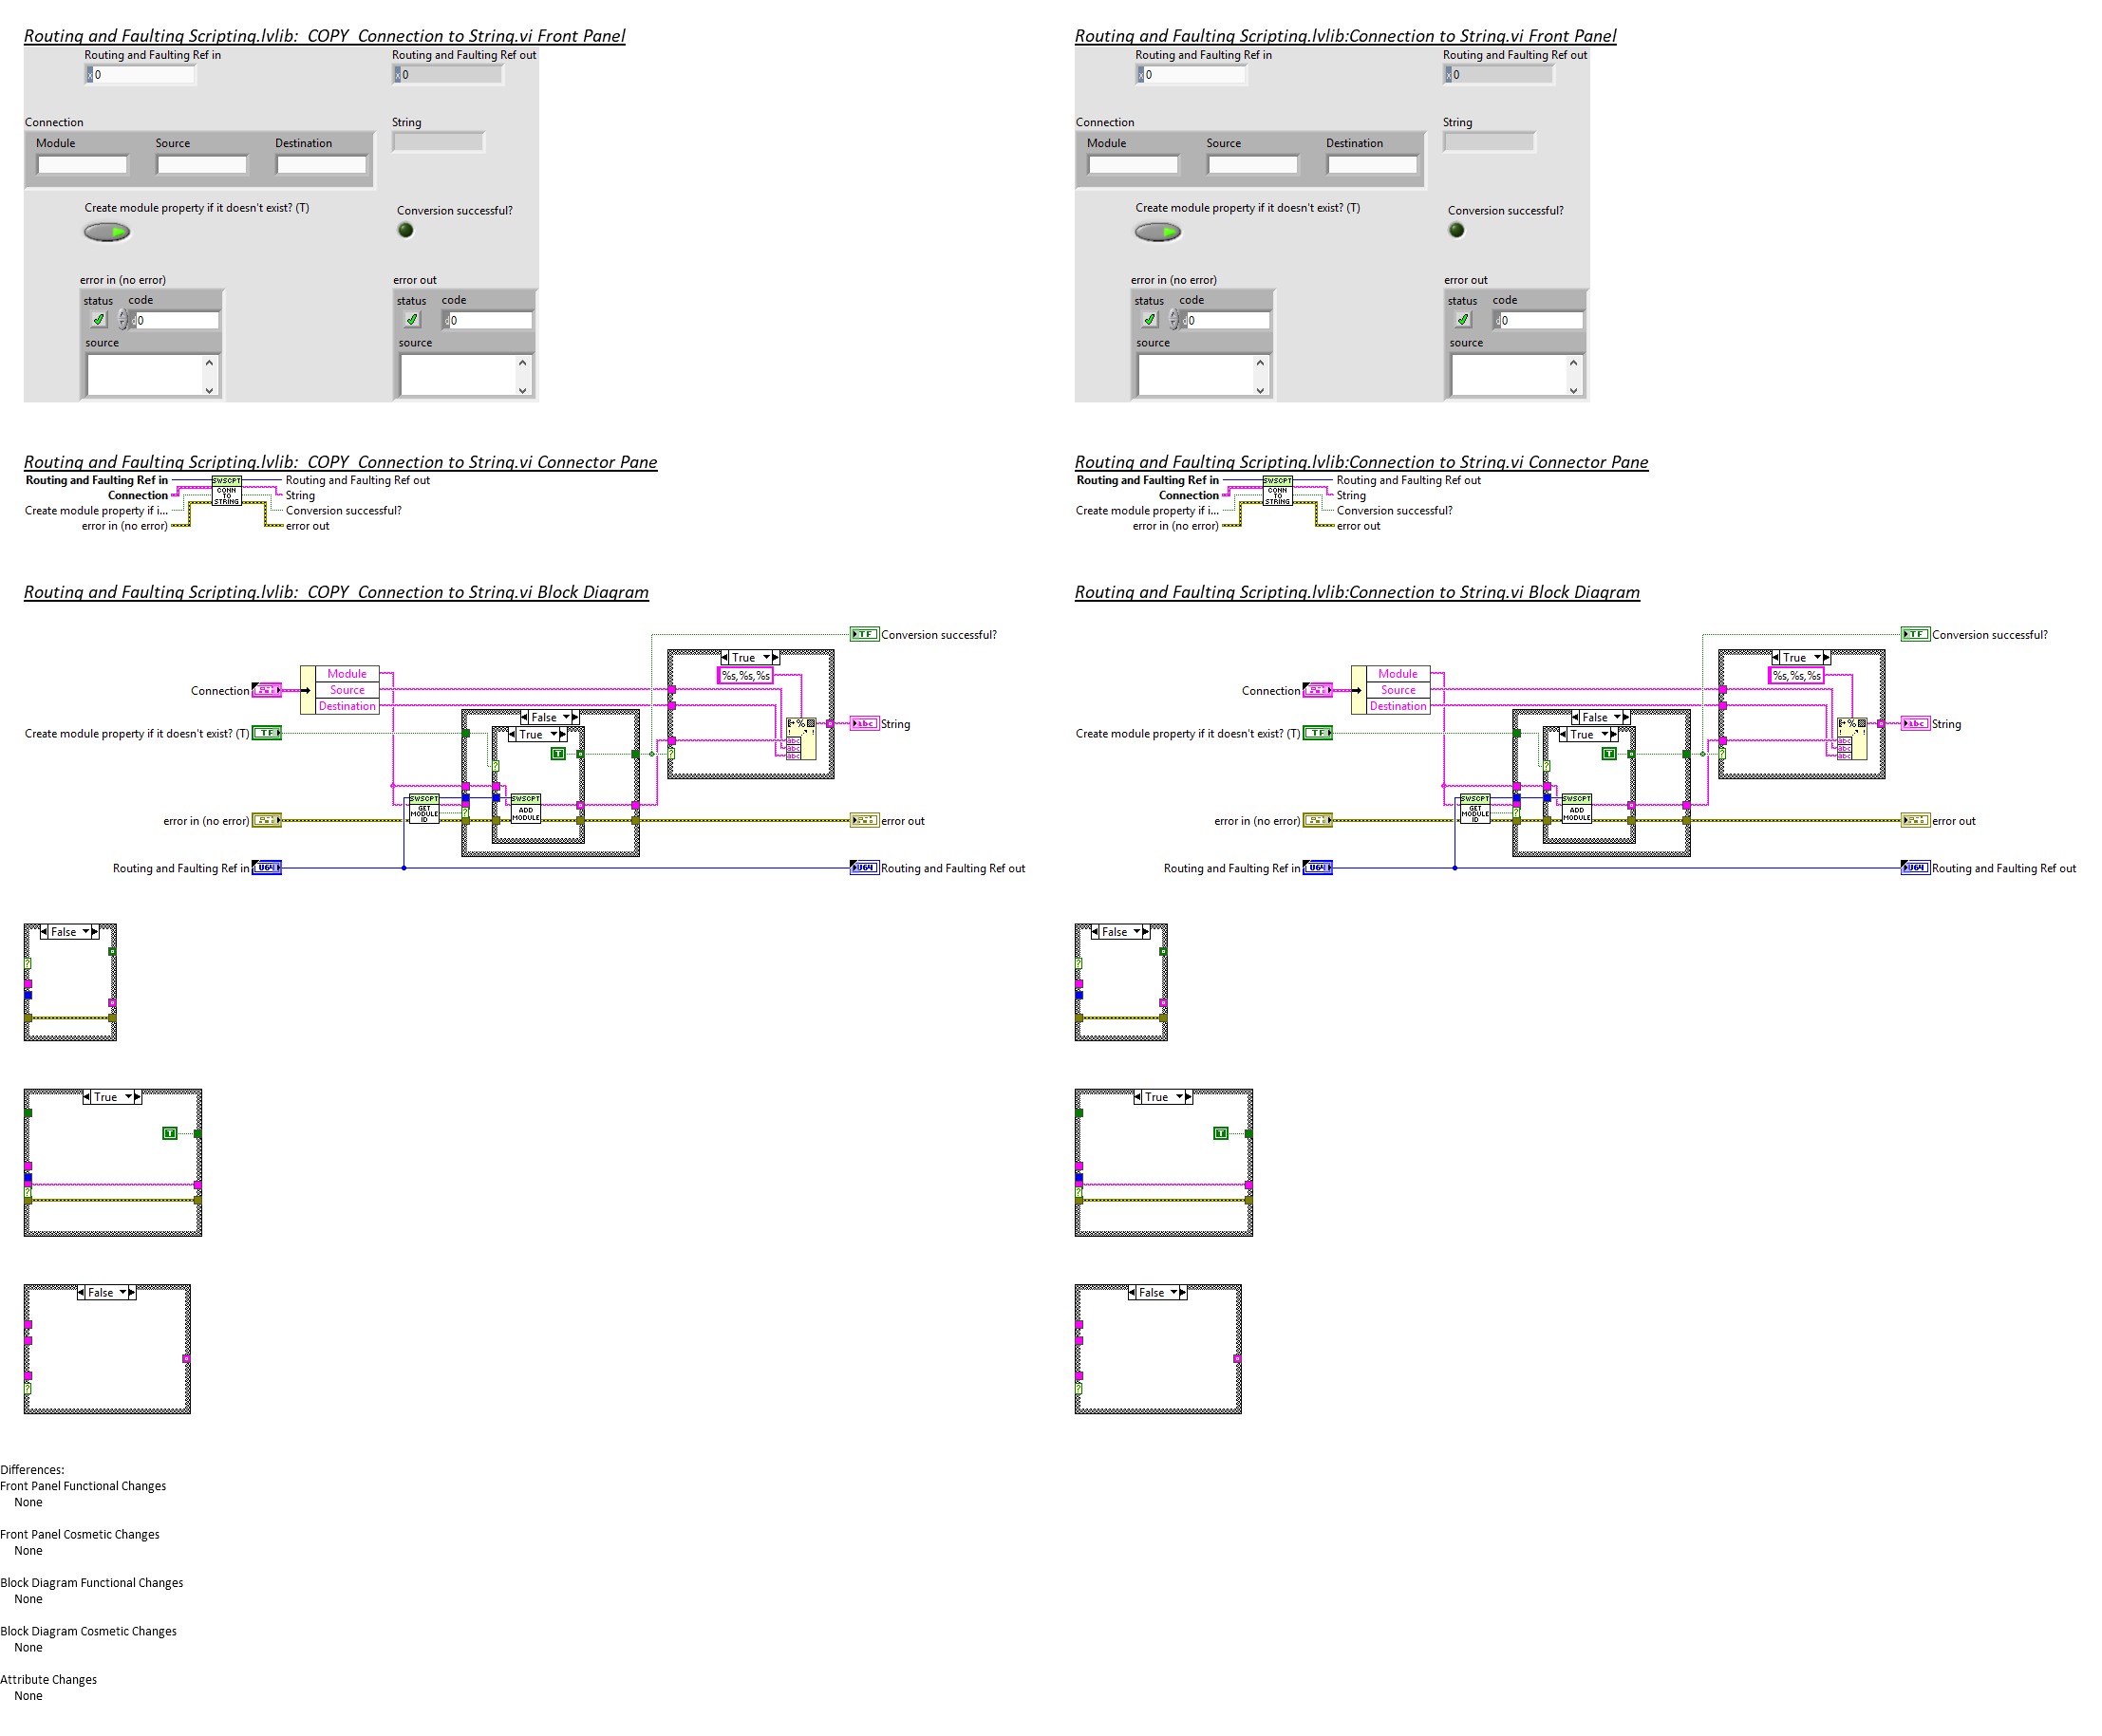 Routing and Faulting Scripting.lvlib:  COPY  Connection to String.vi Front Panel
Routing and Faulting Ref in
Routing and Faulting Ref out
x 0
x 0
Connection
String
Module
Source
Destination
Create module property if it doesn't exist? (T)
Conversion successful?
error in (no error)
error out
status
code
status
code
d 0
d 0
source
source
Routing and Faulting Scripting.lvlib:Connection to String.vi Front Panel
Routing and Faulting Ref in
Routing and Faulting Ref out
x 0
x 0
Connection
String
Module
Source
Destination
Create module property if it doesn't exist? (T)
Conversion successful?
error in (no error)
error out
status
code
status
code
d 0
d 0
source
source
Routing and Faulting Scripting.lvlib:  COPY  Connection to String.vi Connector Pane
Routing and Faulting Ref in
Connection
Create module property if i...
error in (no error)
SWSCPT
CONN
TO
STRING
Routing and Faulting Ref out
String
Conversion successful?
error out
Routing and Faulting Scripting.lvlib:Connection to String.vi Connector Pane
Routing and Faulting Ref in
Connection
Create module property if i...
error in (no error)
SWSCPT
CONN
TO
STRING
Routing and Faulting Ref out
String
Conversion successful?
error out
Routing and Faulting Scripting.lvlib:  COPY  Connection to String.vi Block Diagram
TF
Conversion successful?
True
%s,%s,%s
Module
Source
Destination
Connection
False
abc
String
Create module property if it doesn't exist? (T)
TF
True
T
?
?
abc
abc
abc
SWSCPT
GET
MODULE
ID
?
SWSCPT
ADD
MODULE
error in (no error)
error out
Routing and Faulting Ref in
U64
U64
Routing and Faulting Ref out
Routing and Faulting Scripting.lvlib:Connection to String.vi Block Diagram
TF
Conversion successful?
True
%s,%s,%s
Module
Source
Destination
Connection
False
abc
String
Create module property if it doesn't exist? (T)
TF
True
T
?
?
abc
abc
abc
SWSCPT
GET
MODULE
ID
?
SWSCPT
ADD
MODULE
error in (no error)
error out
Routing and Faulting Ref in
U64
U64
Routing and Faulting Ref out
False
?
False
?
True
T
?
True
T
?
False
?
False
?
Differences:
Front Panel Functional Changes
None
Front Panel Cosmetic Changes
None
Block Diagram Functional Changes
None
Block Diagram Cosmetic Changes
None
Attribute Changes
None